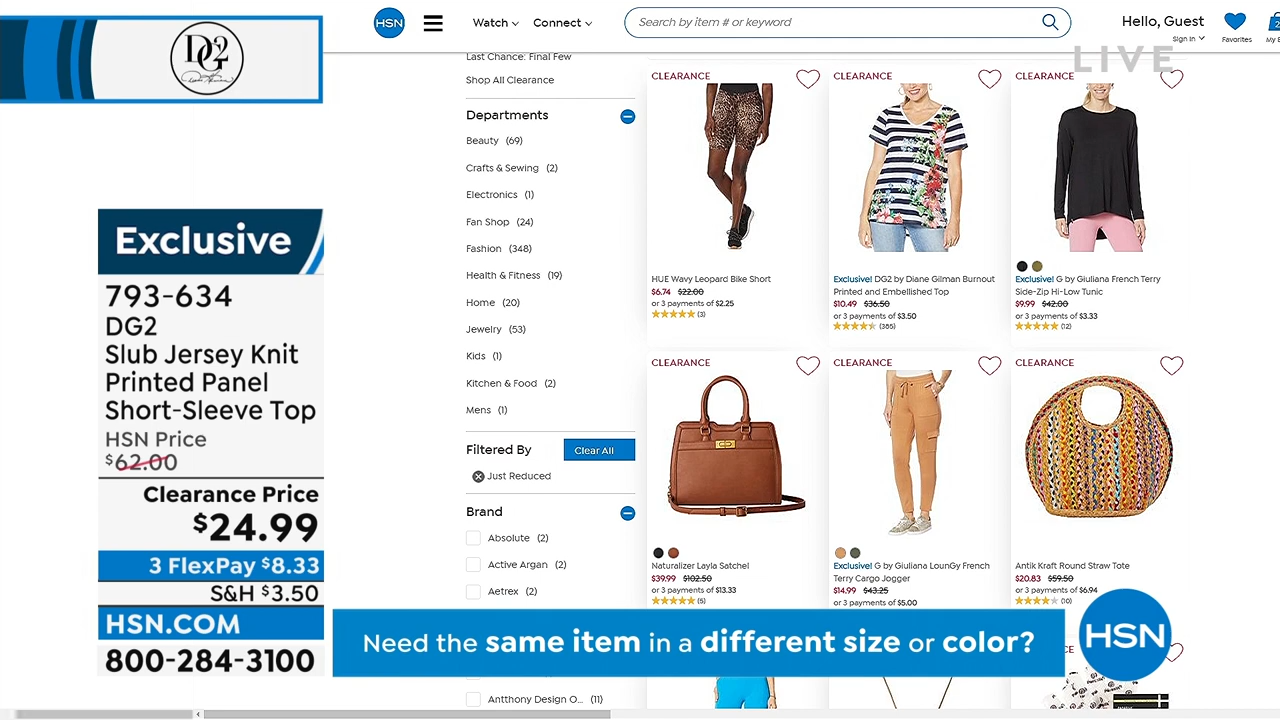 DG2
Exclusive
793-634
DG2
Slub Jersey Knit
Printed Panel
Short-Sleeve Top
HSN Price
$62.00
Clearance Price
$24.99
3 FlexPay $8.33
S&H $3.50
HSN.COM
800-284-3100
HSN
Watch
Connect
Search by item # or keyword
Hello, Guest
Sign In
Favorites
2
My B
LIVE
Last Chance: Final Few
Shop All Clearance
Departments
Beauty (69)
Crafts & Sewing (2)
Electronics (1)
Fan Shop (24)
Fashion (348)
Health & Fitness (19)
Home (20)
Jewelry (53)
Kids (1)
Kitchen & Food (2)
Mens (1)
Filtered By
Clear All
Just Reduced
Brand
Absolute (2)
Active Argan (2)
Aetrex (2)
Antthony Design O... (11)
CLEARANCE
HUE Wavy Leopard Bike Short
$6.74 $22.00
or 3 payments of $2.25
(3)
CLEARANCE
Exclusive! DG2 by Diane Gilman Burnout
Printed and Embellished Top
$10.49 $36.50
or 3 payments of $3.50
(385)
CLEARANCE
Exclusive! G by Giuliana French Terry
Side-Zip Hi-Low Tunic
$9.99 $42.00
or 3 payments of $3.33
(12)
CLEARANCE
Naturalizer Layla Satchel
$39.99 $102.50
or 3 payments of $13.33
(5)
CLEARANCE
Exclusive! G by Giuliana LounGy French
Terry Cargo Jogger
$14.99 $43.25
or 3 payments of $5.00
CLEARANCE
Antik Kraft Round Straw Tote
$20.83 $59.50
or 3 payments of $6.94
(10)
CE
Need the same item in a different size or color?
HSN